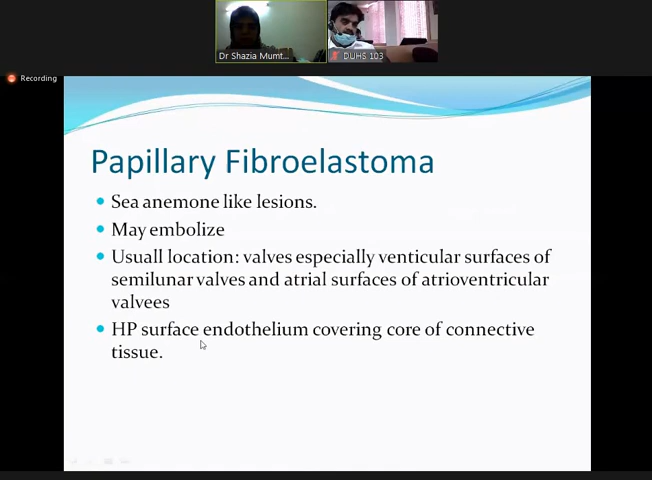 Dr Shazia Mumt...
DUHS 103
Recording
Papillary Fibroelastoma
Sea anemone like lesions.
May embolize
Usuall location: valves especially venticular surfaces of
semilunar valves and atrial surfaces of atrioventricular
valvees
HP surface endothelium covering core of connective
tissue.